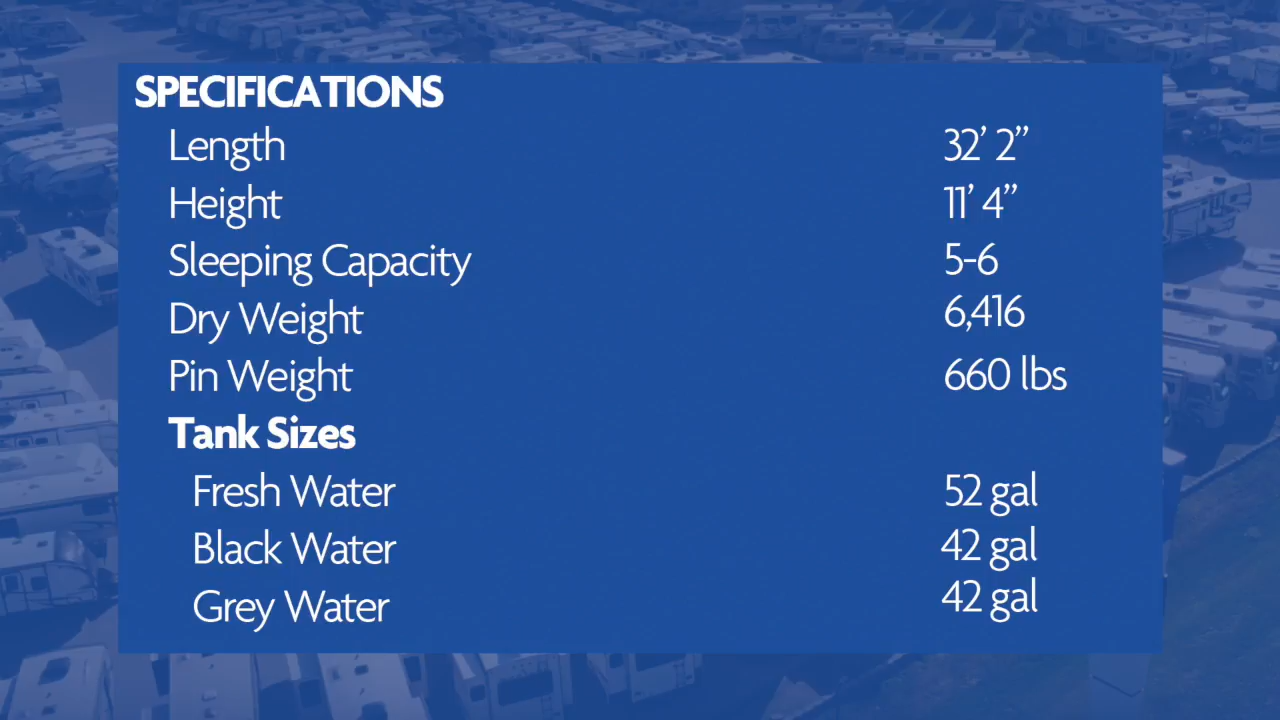 SPECIFICATIONS
Length 32’ 2”
Height 11’ 4”
Sleeping Capacity 5-6
Dry Weight 6,416
Pin Weight 660 lbs
Tank Sizes
Fresh Water 52 gal
Black Water 42 gal
Grey Water 42 gal